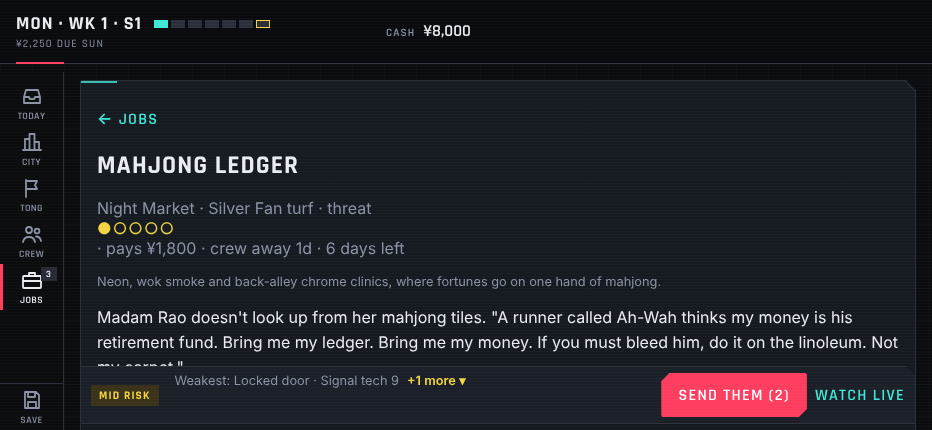 MON · WK 1 · S1
¥2,250 DUE SUN
CASH ¥8,000
TODAY
CITY
TONG
CREW
3
JOBS
SAVE
← JOBS
MAHJONG LEDGER
Night Market · Silver Fan turf · threat
· pays ¥1,800 · crew away 1d · 6 days left
Neon, wok smoke and back-alley chrome clinics, where fortunes go on one hand of mahjong.
Madam Rao doesn't look up from her mahjong tiles. "A runner called Ah-Wah thinks my money is his
retirement fund. Bring me my ledger. Bring me my money. If you must bleed him, do it on the linoleum. Not
my carpet."
MID RISK
Weakest: Locked door · Signal tech 9 +1 more ▾
SEND THEM (2)
WATCH LIVE